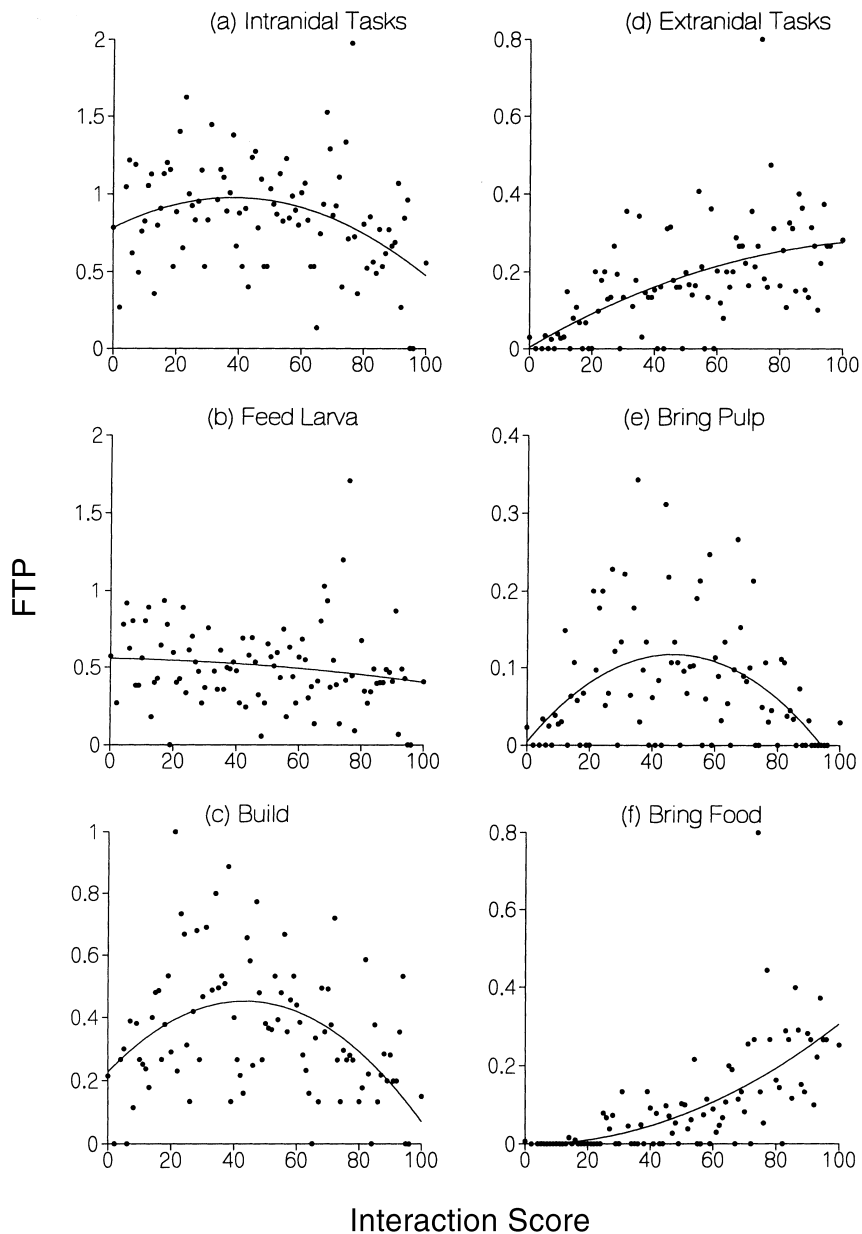 (a) Intranidal Tasks
2
1.5
1
0.5
0
0 20 40 60 80 100
(d) Extranidal Tasks
0.8
0.6
0.4
0.2
0
0 20 40 60 80 100
(b) Feed Larva
2
1.5
1
0.5
0
0 20 40 60 80 100
(e) Bring Pulp
0.4
0.3
0.2
0.1
0
0 20 40 60 80 100
FTP
(c) Build
1
0.8
0.6
0.4
0.2
0
0 20 40 60 80 100
(f) Bring Food
0.8
0.6
0.4
0.2
0
0 20 40 60 80 100
Interaction Score